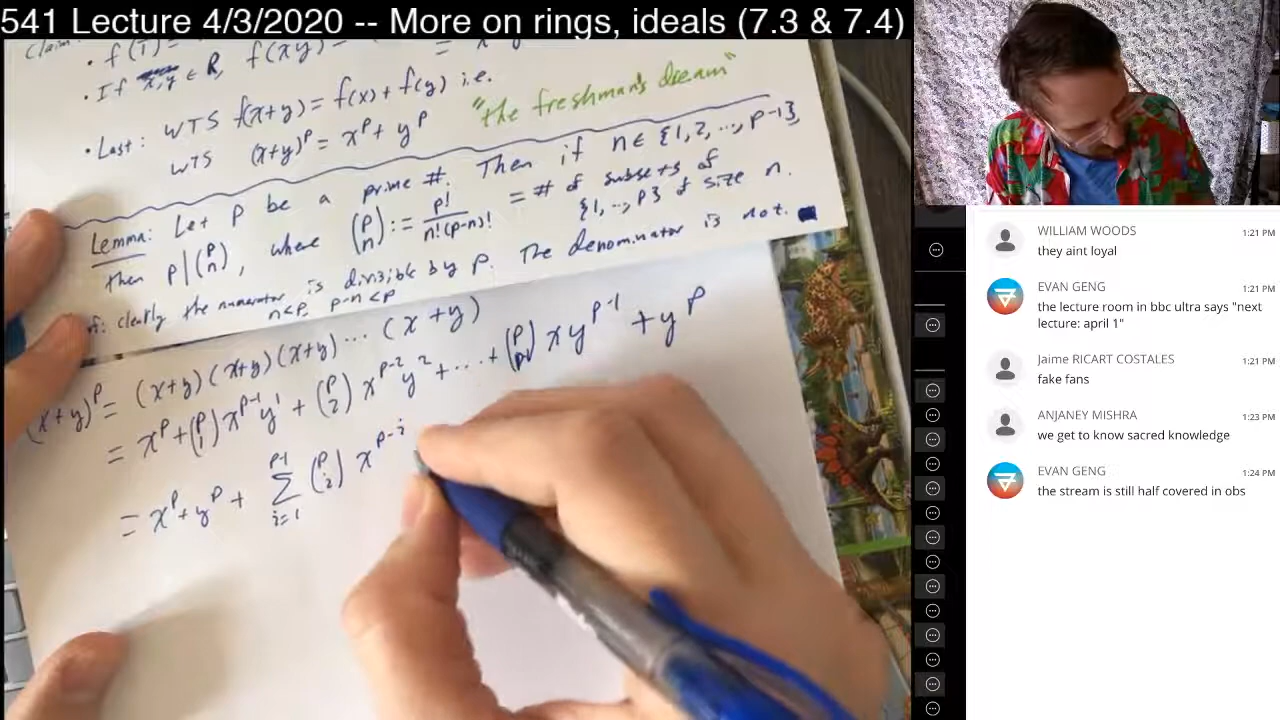 541 Lecture 4/3/2020 -- More on rings, ideals (7.3 & 7.4)
Claim:
• f(1) =
• If x, y ∈ R, f(xy) =
• Last: WTS f(x+y) = f(x) + f(y) i.e.
WTS (x+y)^p = x^p + y^p "the freshman's dream"
Lemma: Let p be a prime #. Then if n ∈ {1, 2, ..., p-1},
then p | (p n), where (p n) := p! / n!(p-n)! = # of subsets of
{1, .., p} of size n.
f: clearly the numerator is divisible by p. The denominator is not. ■
n<p, p-n<p
(x+y)^p = (x+y)(x+y)(x+y)···(x+y)
= x^p + (p 1) x^{p-1} y^1 + (p 2) x^{p-2} y^2 + ... + (p p-1) x y^{p-1} + y^p
= x^p + y^p + Σ_{i=1}^{p-1} (p i) x^{p-i}
WILLIAM WOODS 1:21 PM
they aint loyal
EVAN GENG 1:21 PM
the lecture room in bbc ultra says "next
lecture: april 1"
Jaime RICART COSTALES 1:21 PM
fake fans
ANJANEY MISHRA 1:23 PM
we get to know sacred knowledge
EVAN GENG 1:24 PM
the stream is still half covered in obs